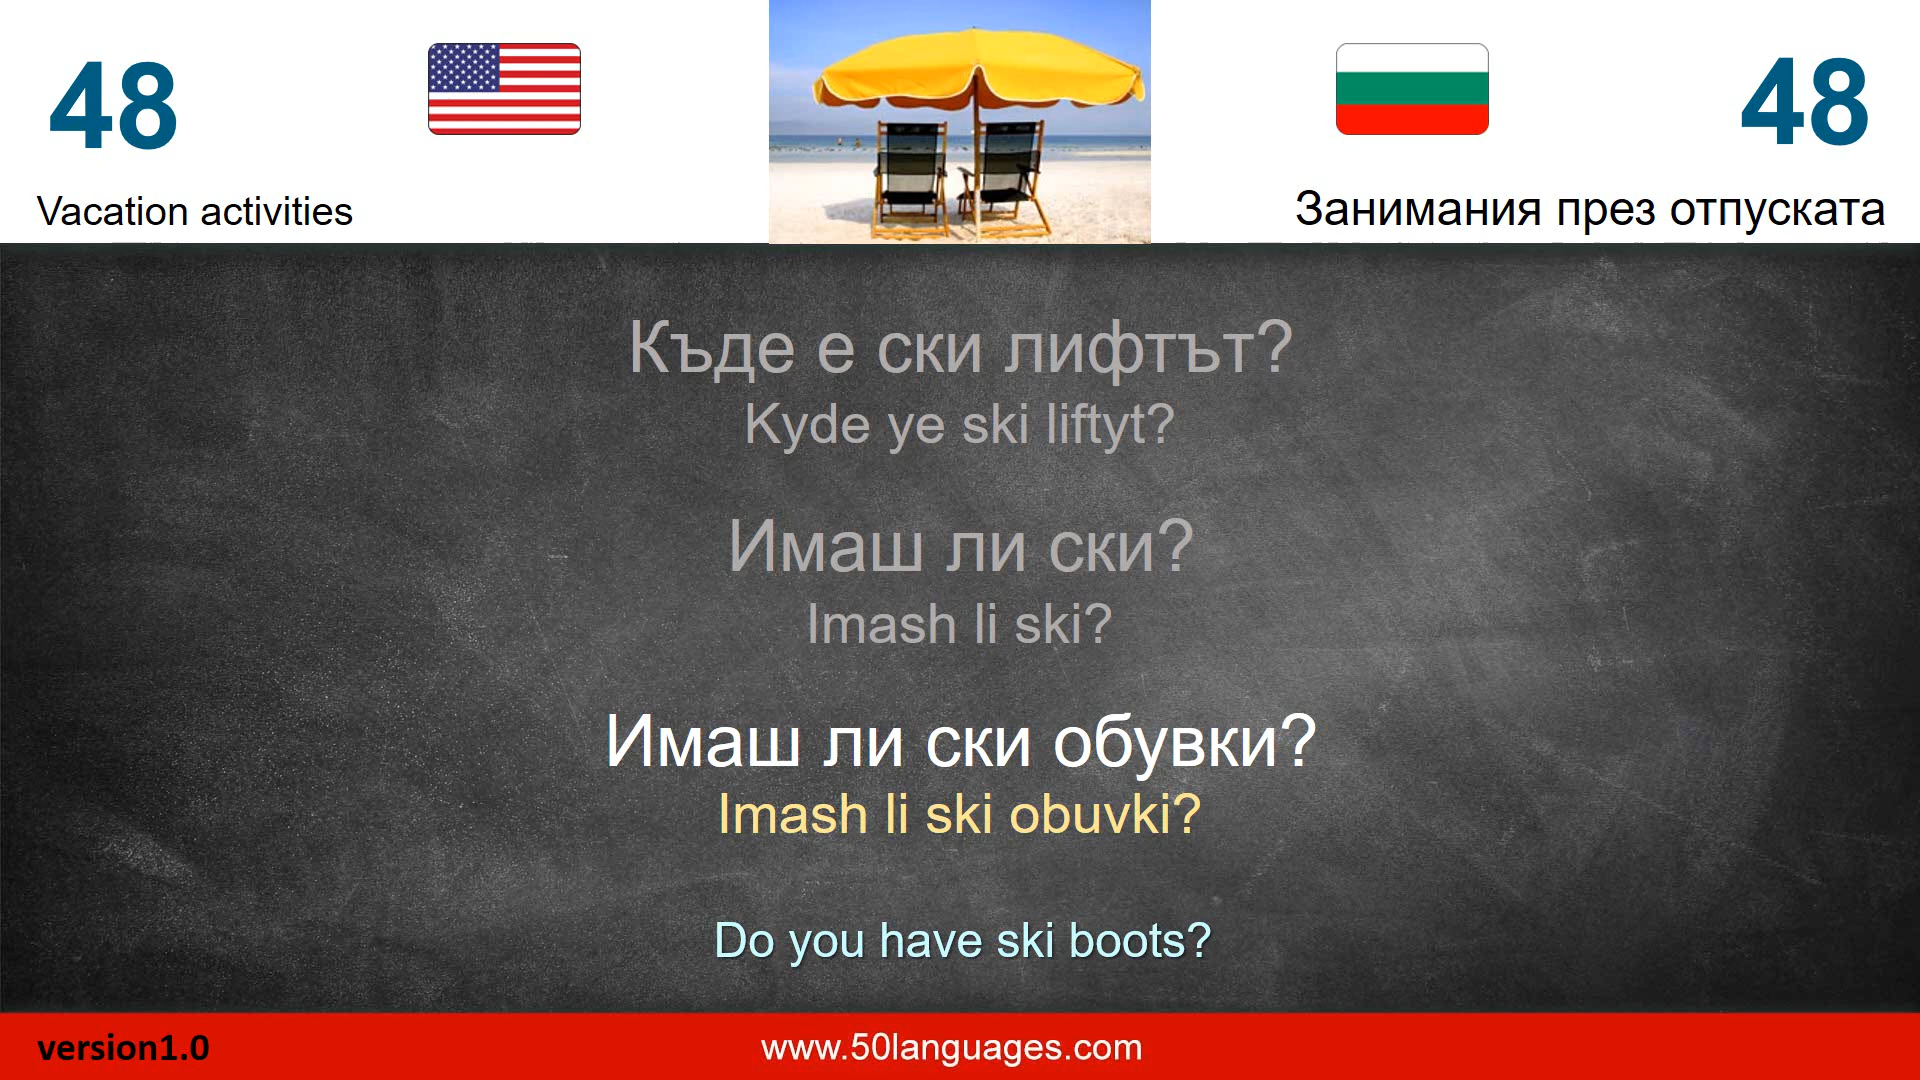 48
48
Vacation activities
Занимания през отпуската
Къде е ски лифтът?
Kyde ye ski liftyt?
Имаш ли ски?
Imash li ski?
Имаш ли ски обувки?
Imash li ski obuvki?
Do you have ski boots?
version1.0
www.50languages.com